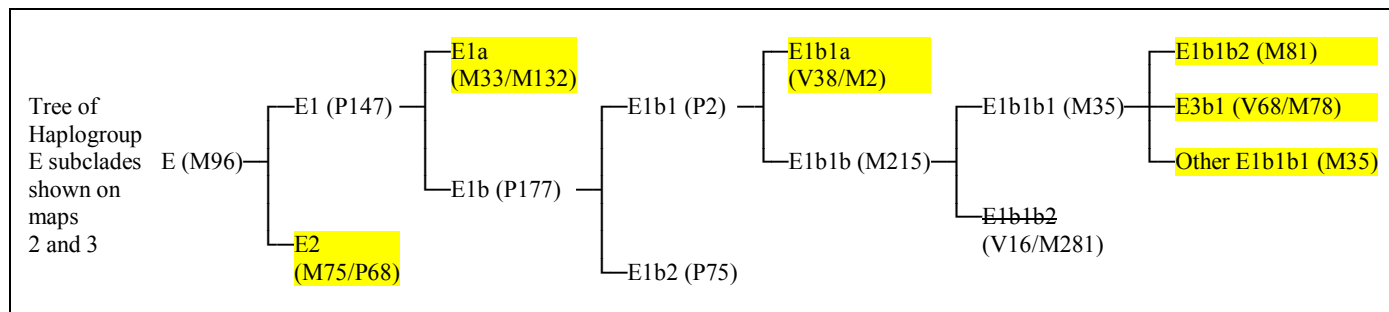 Tree of
Haplogroup
E subclades
shown on
maps
2 and 3
E (M96)
E1 (P147)
E2
(M75/P68)
E1a
(M33/M132)
E1b (P177)
E1b1 (P2)
E1b2 (P75)
E1b1a
(V38/M2)
E1b1b (M215)
E1b1b1 (M35)
E1b1b2
(V16/M281)
E1b1b2 (M81)
E3b1 (V68/M78)
Other E1b1b1 (M35)